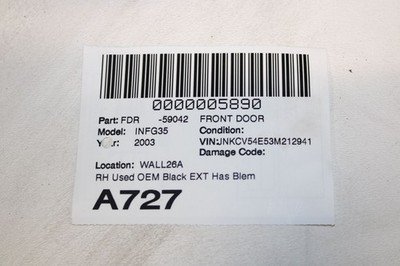 0000005890
Part: FDR -59042 FRONT DOOR
Model: INFG35 Condition:
Year: 2003 VIN:JNKCV54E53M212941
Damage Code:
Location: WALL26A
RH Used OEM Black EXT Has Blem
A727